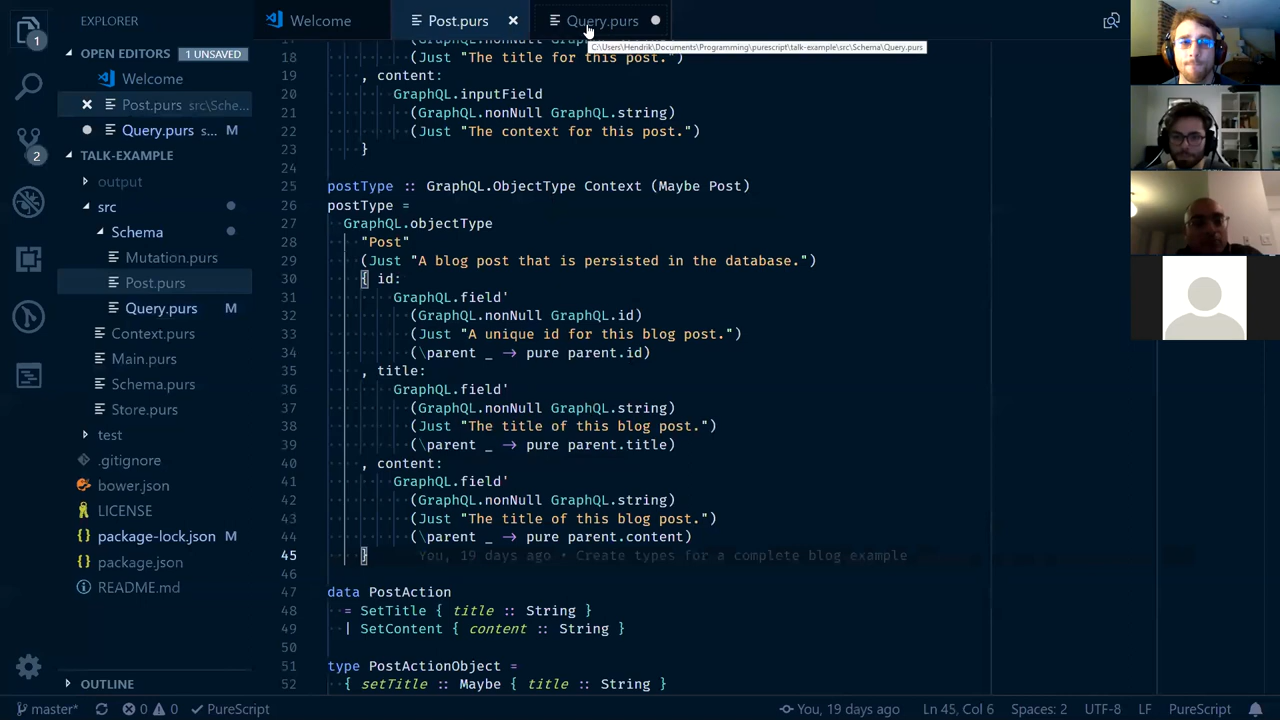 EXPLORER
OPEN EDITORS 1 UNSAVED
Welcome
Post.purs src\Sche...
Query.purs s... M
TALK-EXAMPLE
output
src
Schema
Mutation.purs
Post.purs
Query.purs M
Context.purs
Main.purs
Schema.purs
Store.purs
test
.gitignore
bower.json
LICENSE
package-lock.json M
package.json
README.md
OUTLINE
1
2
Welcome
Post.purs
Query.purs
C:\Users\Hendrik\Documents\Programming\purescript\talk-example\src\Schema\Query.purs
18 (Just "The title for this post.")
19 , content:
20 GraphQL.inputField
21 (GraphQL.nonNull GraphQL.string)
22 (Just "The context for this post.")
23 }
24
25 postType :: GraphQL.ObjectType Context (Maybe Post)
26 postType =
27 GraphQL.objectType
28 "Post"
29 (Just "A blog post that is persisted in the database.")
30 { id:
31 GraphQL.field'
32 (GraphQL.nonNull GraphQL.id)
33 (Just "A unique id for this blog post.")
34 (\parent _ → pure parent.id)
35 , title:
36 GraphQL.field'
37 (GraphQL.nonNull GraphQL.string)
38 (Just "The title of this blog post.")
39 (\parent _ → pure parent.title)
40 , content:
41 GraphQL.field'
42 (GraphQL.nonNull GraphQL.string)
43 (Just "The title of this blog post.")
44 (\parent _ → pure parent.content)
45 } You, 19 days ago • Create types for a complete blog example
46
47 data PostAction
48 = SetTitle { title :: String }
49 | SetContent { content :: String }
50
51 type PostActionObject =
52 { setTitle :: Maybe { title :: String }
master* 0 0 PureScript You, 19 days ago Ln 45, Col 6 Spaces: 2 UTF-8 LF PureScript